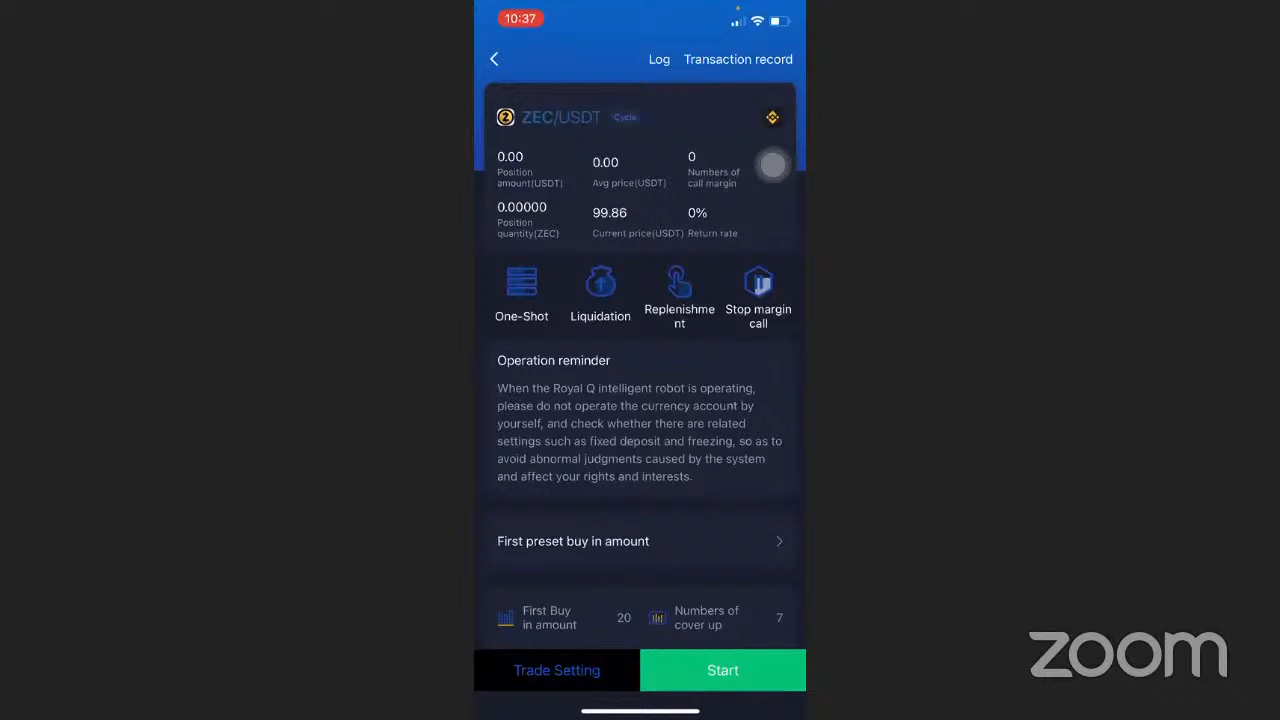 10:37
Log Transaction record
ZEC/USDT Cycle
0.00 0.00 0
Position amount(USDT) Avg price(USDT) Numbers of call margin
0.00000 99.86 0%
Position quantity(ZEC) Current price(USDT) Return rate
One-Shot Liquidation Replenishment Stop margin call
Operation reminder
When the Royal Q intelligent robot is operating,
please do not operate the currency account by
yourself, and check whether there are related
settings such as fixed deposit and freezing, so as to
avoid abnormal judgments caused by the system
and affect your rights and interests.
First preset buy in amount
First Buy in amount 20 Numbers of cover up 7
Trade Setting Start
zoom